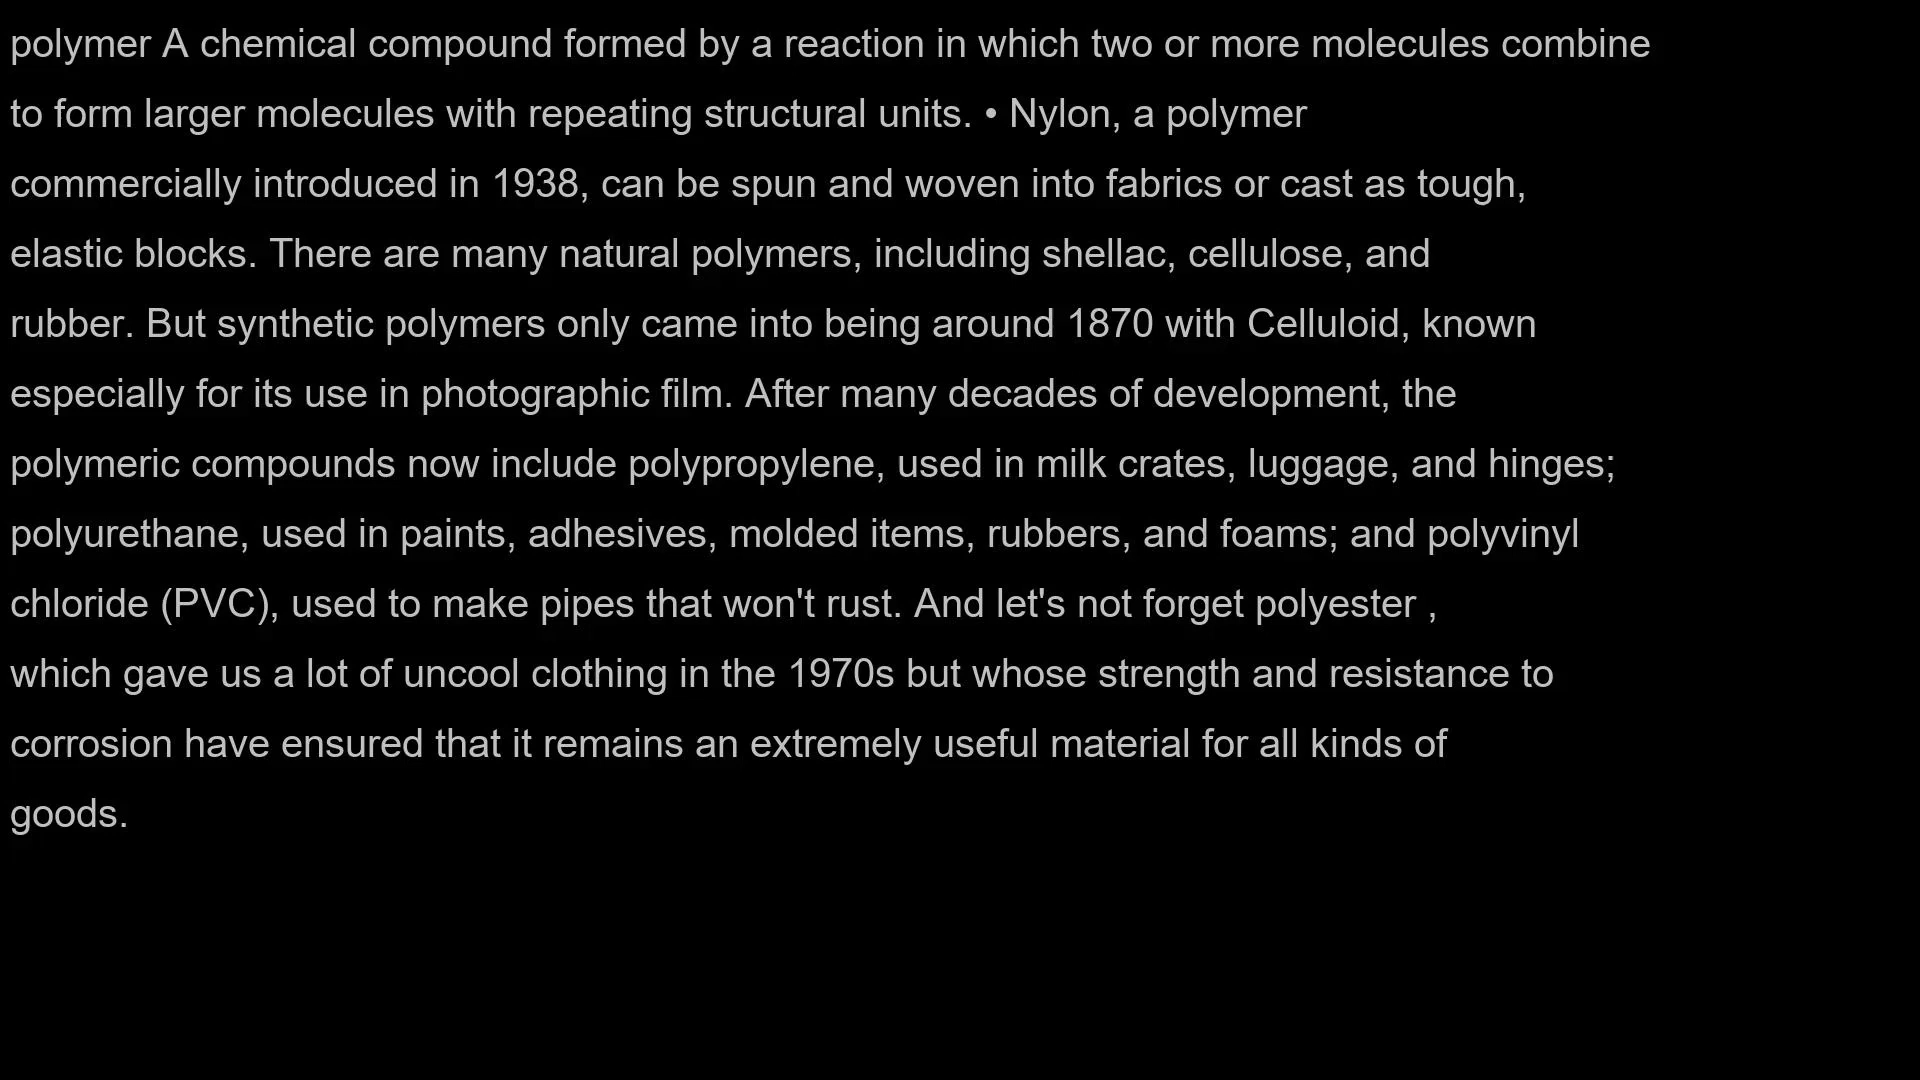 polymer A chemical compound formed by a reaction in which two or more molecules combine
to form larger molecules with repeating structural units. • Nylon, a polymer
commercially introduced in 1938, can be spun and woven into fabrics or cast as tough,
elastic blocks. There are many natural polymers, including shellac, cellulose, and
rubber. But synthetic polymers only came into being around 1870 with Celluloid, known
especially for its use in photographic film. After many decades of development, the
polymeric compounds now include polypropylene, used in milk crates, luggage, and hinges;
polyurethane, used in paints, adhesives, molded items, rubbers, and foams; and polyvinyl
chloride (PVC), used to make pipes that won't rust. And let's not forget polyester ,
which gave us a lot of uncool clothing in the 1970s but whose strength and resistance to
corrosion have ensured that it remains an extremely useful material for all kinds of
goods.